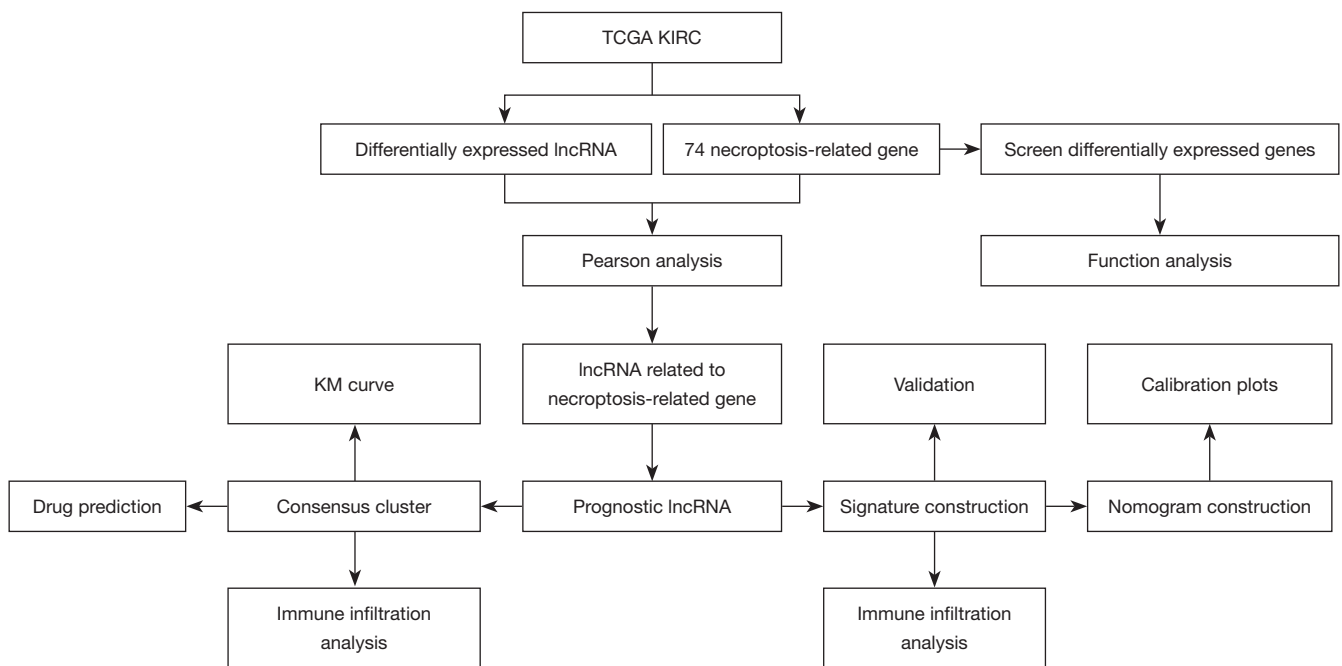 TCGA KIRC
Differentially expressed lncRNA
74 necroptosis-related gene
Screen differentially expressed genes
Pearson analysis
Function analysis
KM curve
lncRNA related to
necroptosis-related gene
Validation
Calibration plots
Drug prediction
Consensus cluster
Prognostic lncRNA
Signature construction
Nomogram construction
Immune infiltration
analysis
Immune infiltration
analysis